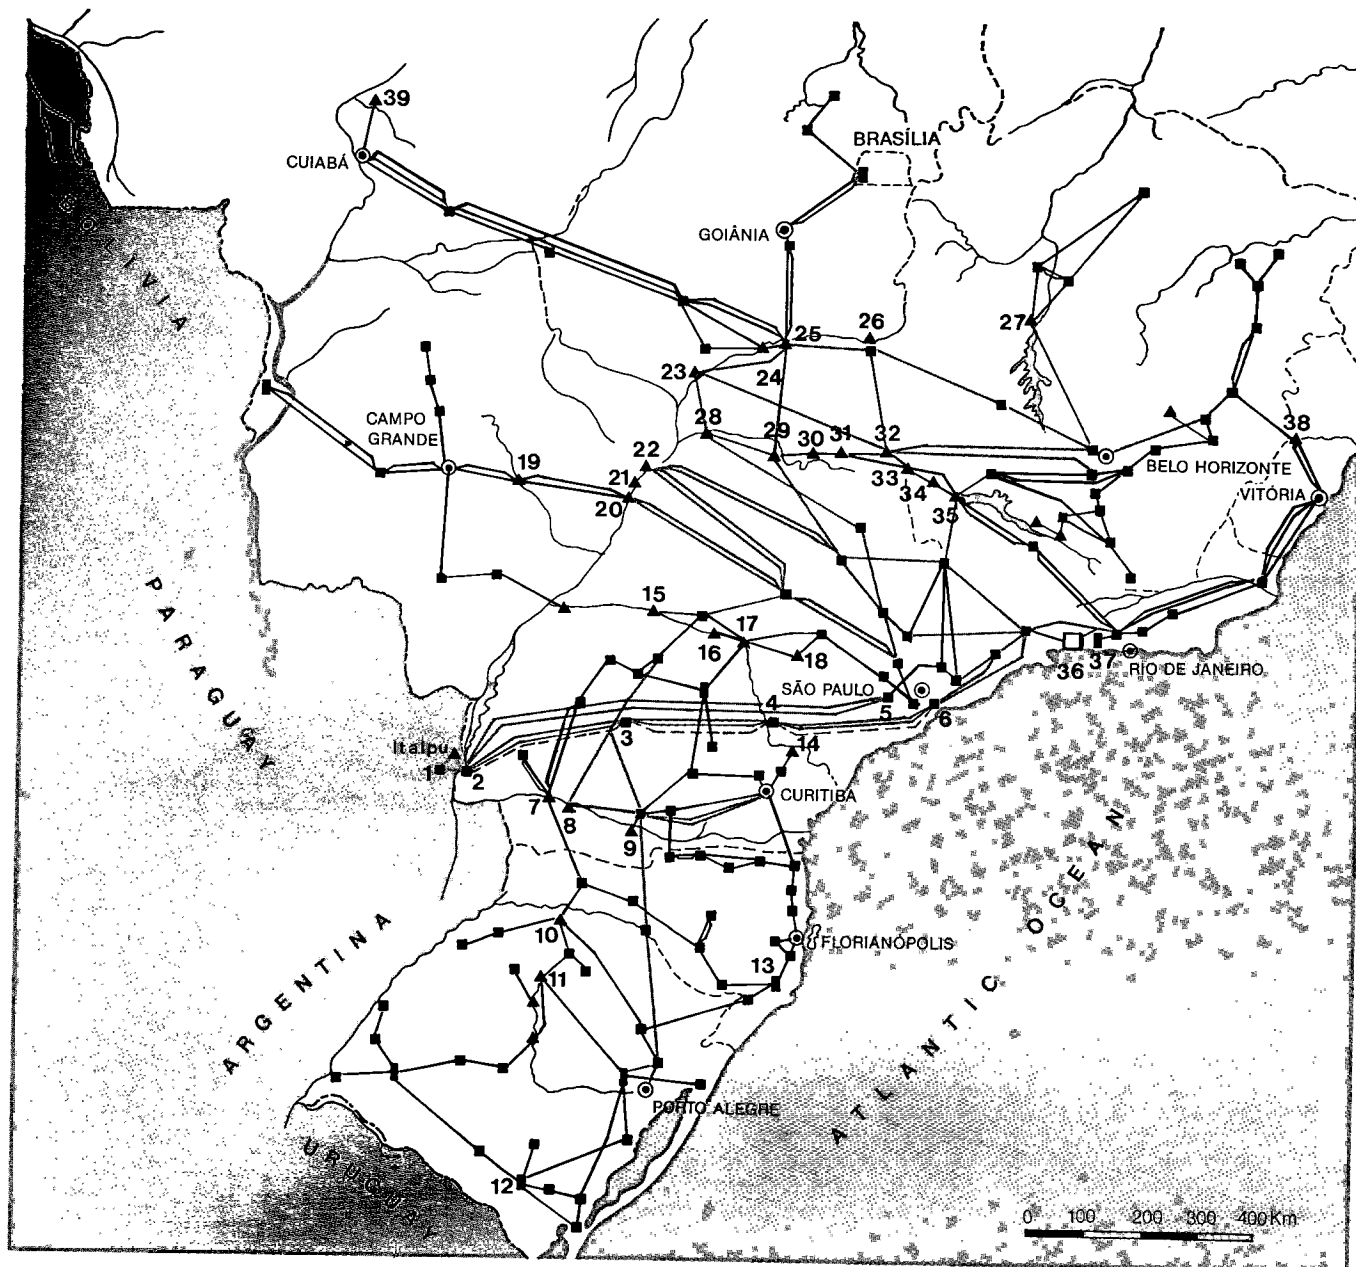 39
CUIABÁ
BRASÍLIA
GOIÂNIA
BOLIVIA
26
25
27
23
24
CAMPO
GRANDE
28
29
30
31
32
38
22
19
21
33
BELO HORIZONTE
20
34
VITÓRIA
35
PARAGUAY
15
17
16
18
36
37
RIO DE JANEIRO
SÃO PAULO
5
6
4
3
Itaipu
14
1
2
CURITIBA
7
8
9
ATLANTIC OCEAN
ARGENTINA
10
FLORIANÓPOLIS
13
11
PORTO ALEGRE
URUGUAY
12
0 100 200 300 400 Km